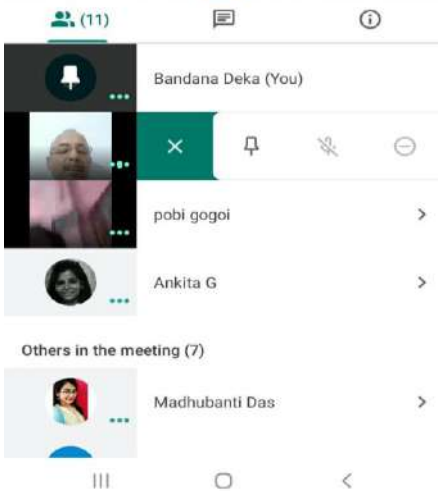 (11)
Bandana Deka (You)
pobi gogoi
Ankita G
Others in the meeting (7)
Madhubanti Das